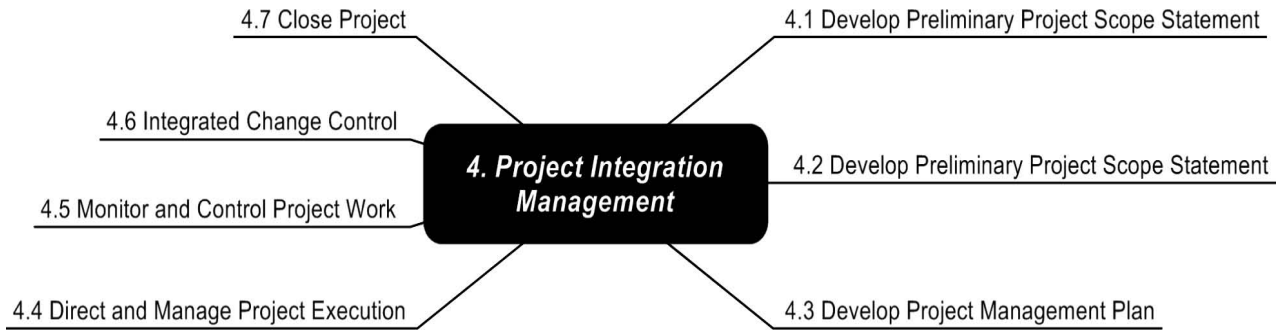 4.7 Close Project
4.1 Develop Preliminary Project Scope Statement
4.6 Integrated Change Control
4. Project Integration
Management
4.2 Develop Preliminary Project Scope Statement
4.5 Monitor and Control Project Work
4.4 Direct and Manage Project Execution
4.3 Develop Project Management Plan